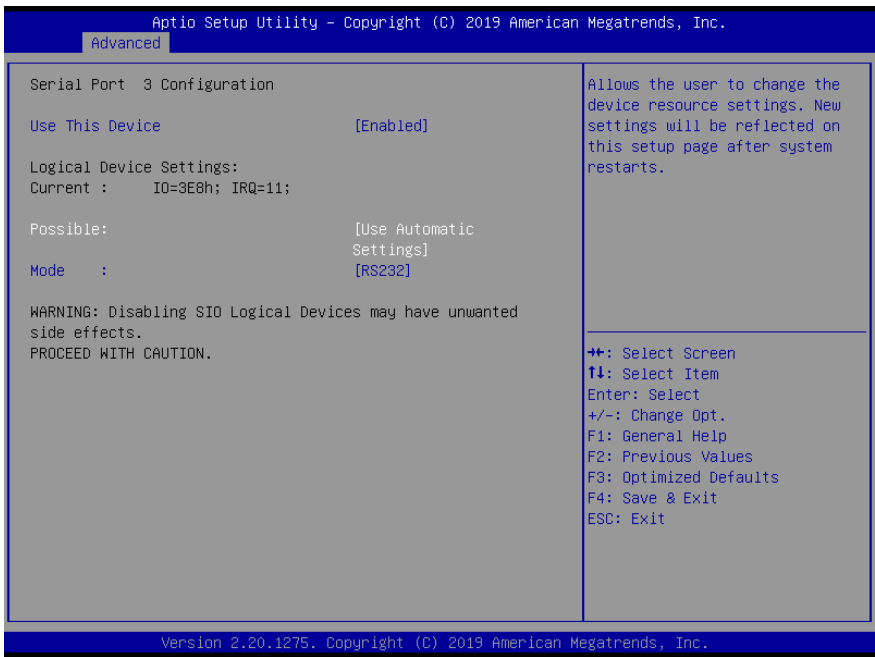 Aptio Setup Utility – Copyright (C) 2019 American Megatrends, Inc.
Advanced
Serial Port 3 Configuration
Use This Device [Enabled]
Logical Device Settings:
Current : IO=3E8h; IRQ=11;
Possible: [Use Automatic
Settings]
Mode : [RS232]
WARNING: Disabling SIO Logical Devices may have unwanted
side effects.
PROCEED WITH CAUTION.
Allows the user to change the
device resource settings. New
settings will be reflected on
this setup page after system
restarts.
→←: Select Screen
↑↓: Select Item
Enter: Select
+/-: Change Opt.
F1: General Help
F2: Previous Values
F3: Optimized Defaults
F4: Save & Exit
ESC: Exit
Version 2.20.1275. Copyright (C) 2019 American Megatrends, Inc.